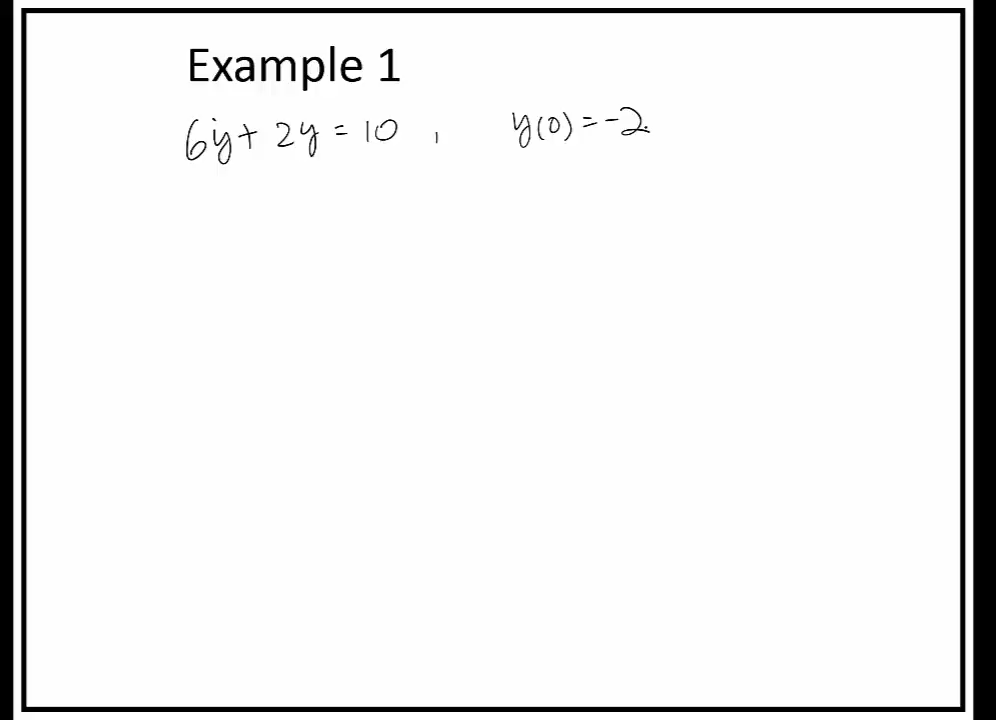 Example 1
6ẏ + 2y = 10 , y(0) = -2.